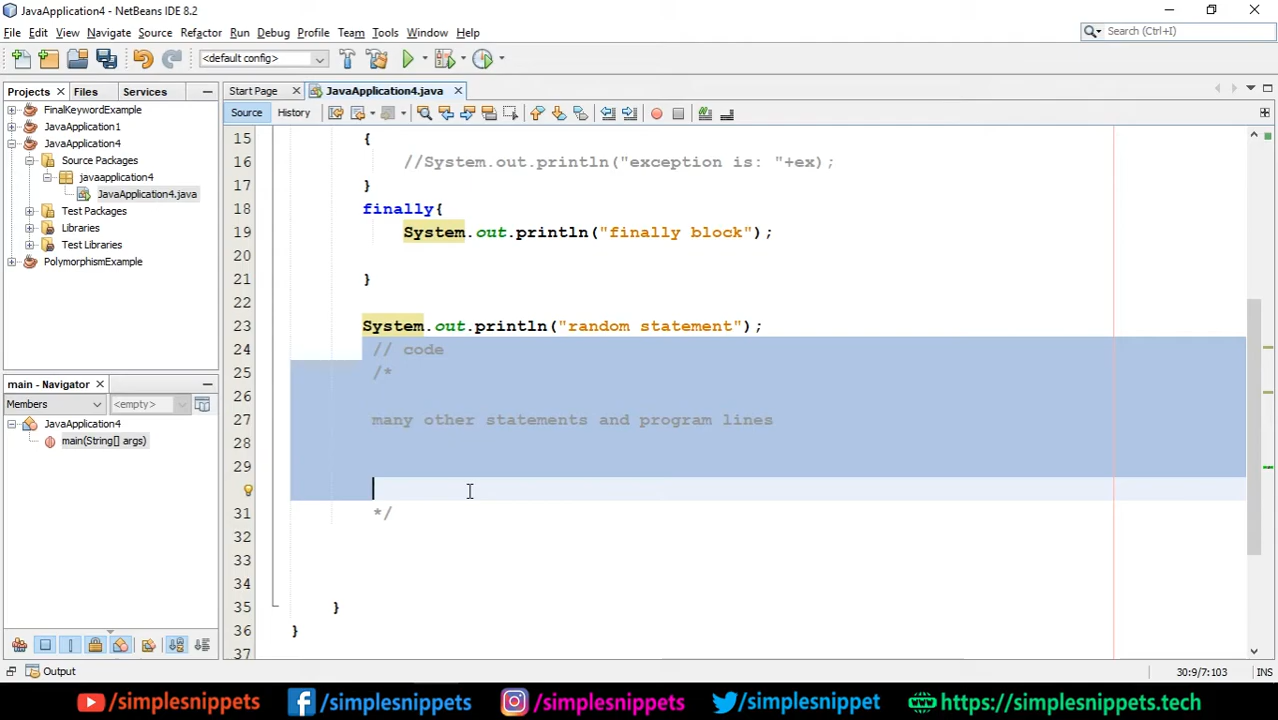 JavaApplication4 - NetBeans IDE 8.2
File Edit View Navigate Source Refactor Run Debug Profile Team Tools Window Help
Search (Ctrl+I)
<default config>
Projects Files Services
Start Page JavaApplication4.java
Source History
FinalKeywordExample
JavaApplication1
JavaApplication4
Source Packages
javaapplication4
JavaApplication4.java
Test Packages
Libraries
Test Libraries
PolymorphismExample
main - Navigator
Members <empty>
JavaApplication4
main(String[] args)
15 {
16 //System.out.println("exception is: "+ex);
17 }
18 finally{
19 System.out.println("finally block");
20
21 }
22
23 System.out.println("random statement");
24 // code
25 /*
26
27 many other statements and program lines
28
29
31 */
32
33
34
35 }
36 }
37
Output
30:9/7:103 INS
/simplesnippets /simplesnippets /simplesnippets /simplesnippets https://simplesnippets.tech